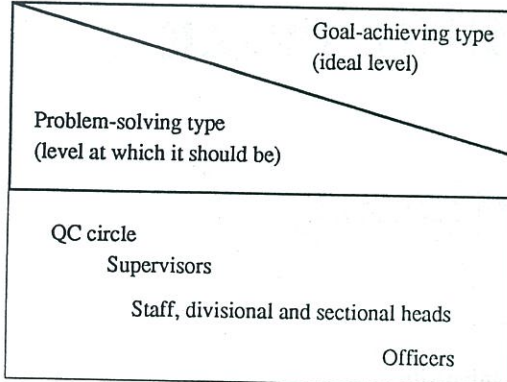 Goal-achieving type
(ideal level)
Problem-solving type
(level at which it should be)
QC circle
Supervisors
Staff, divisional and sectional heads
Officers